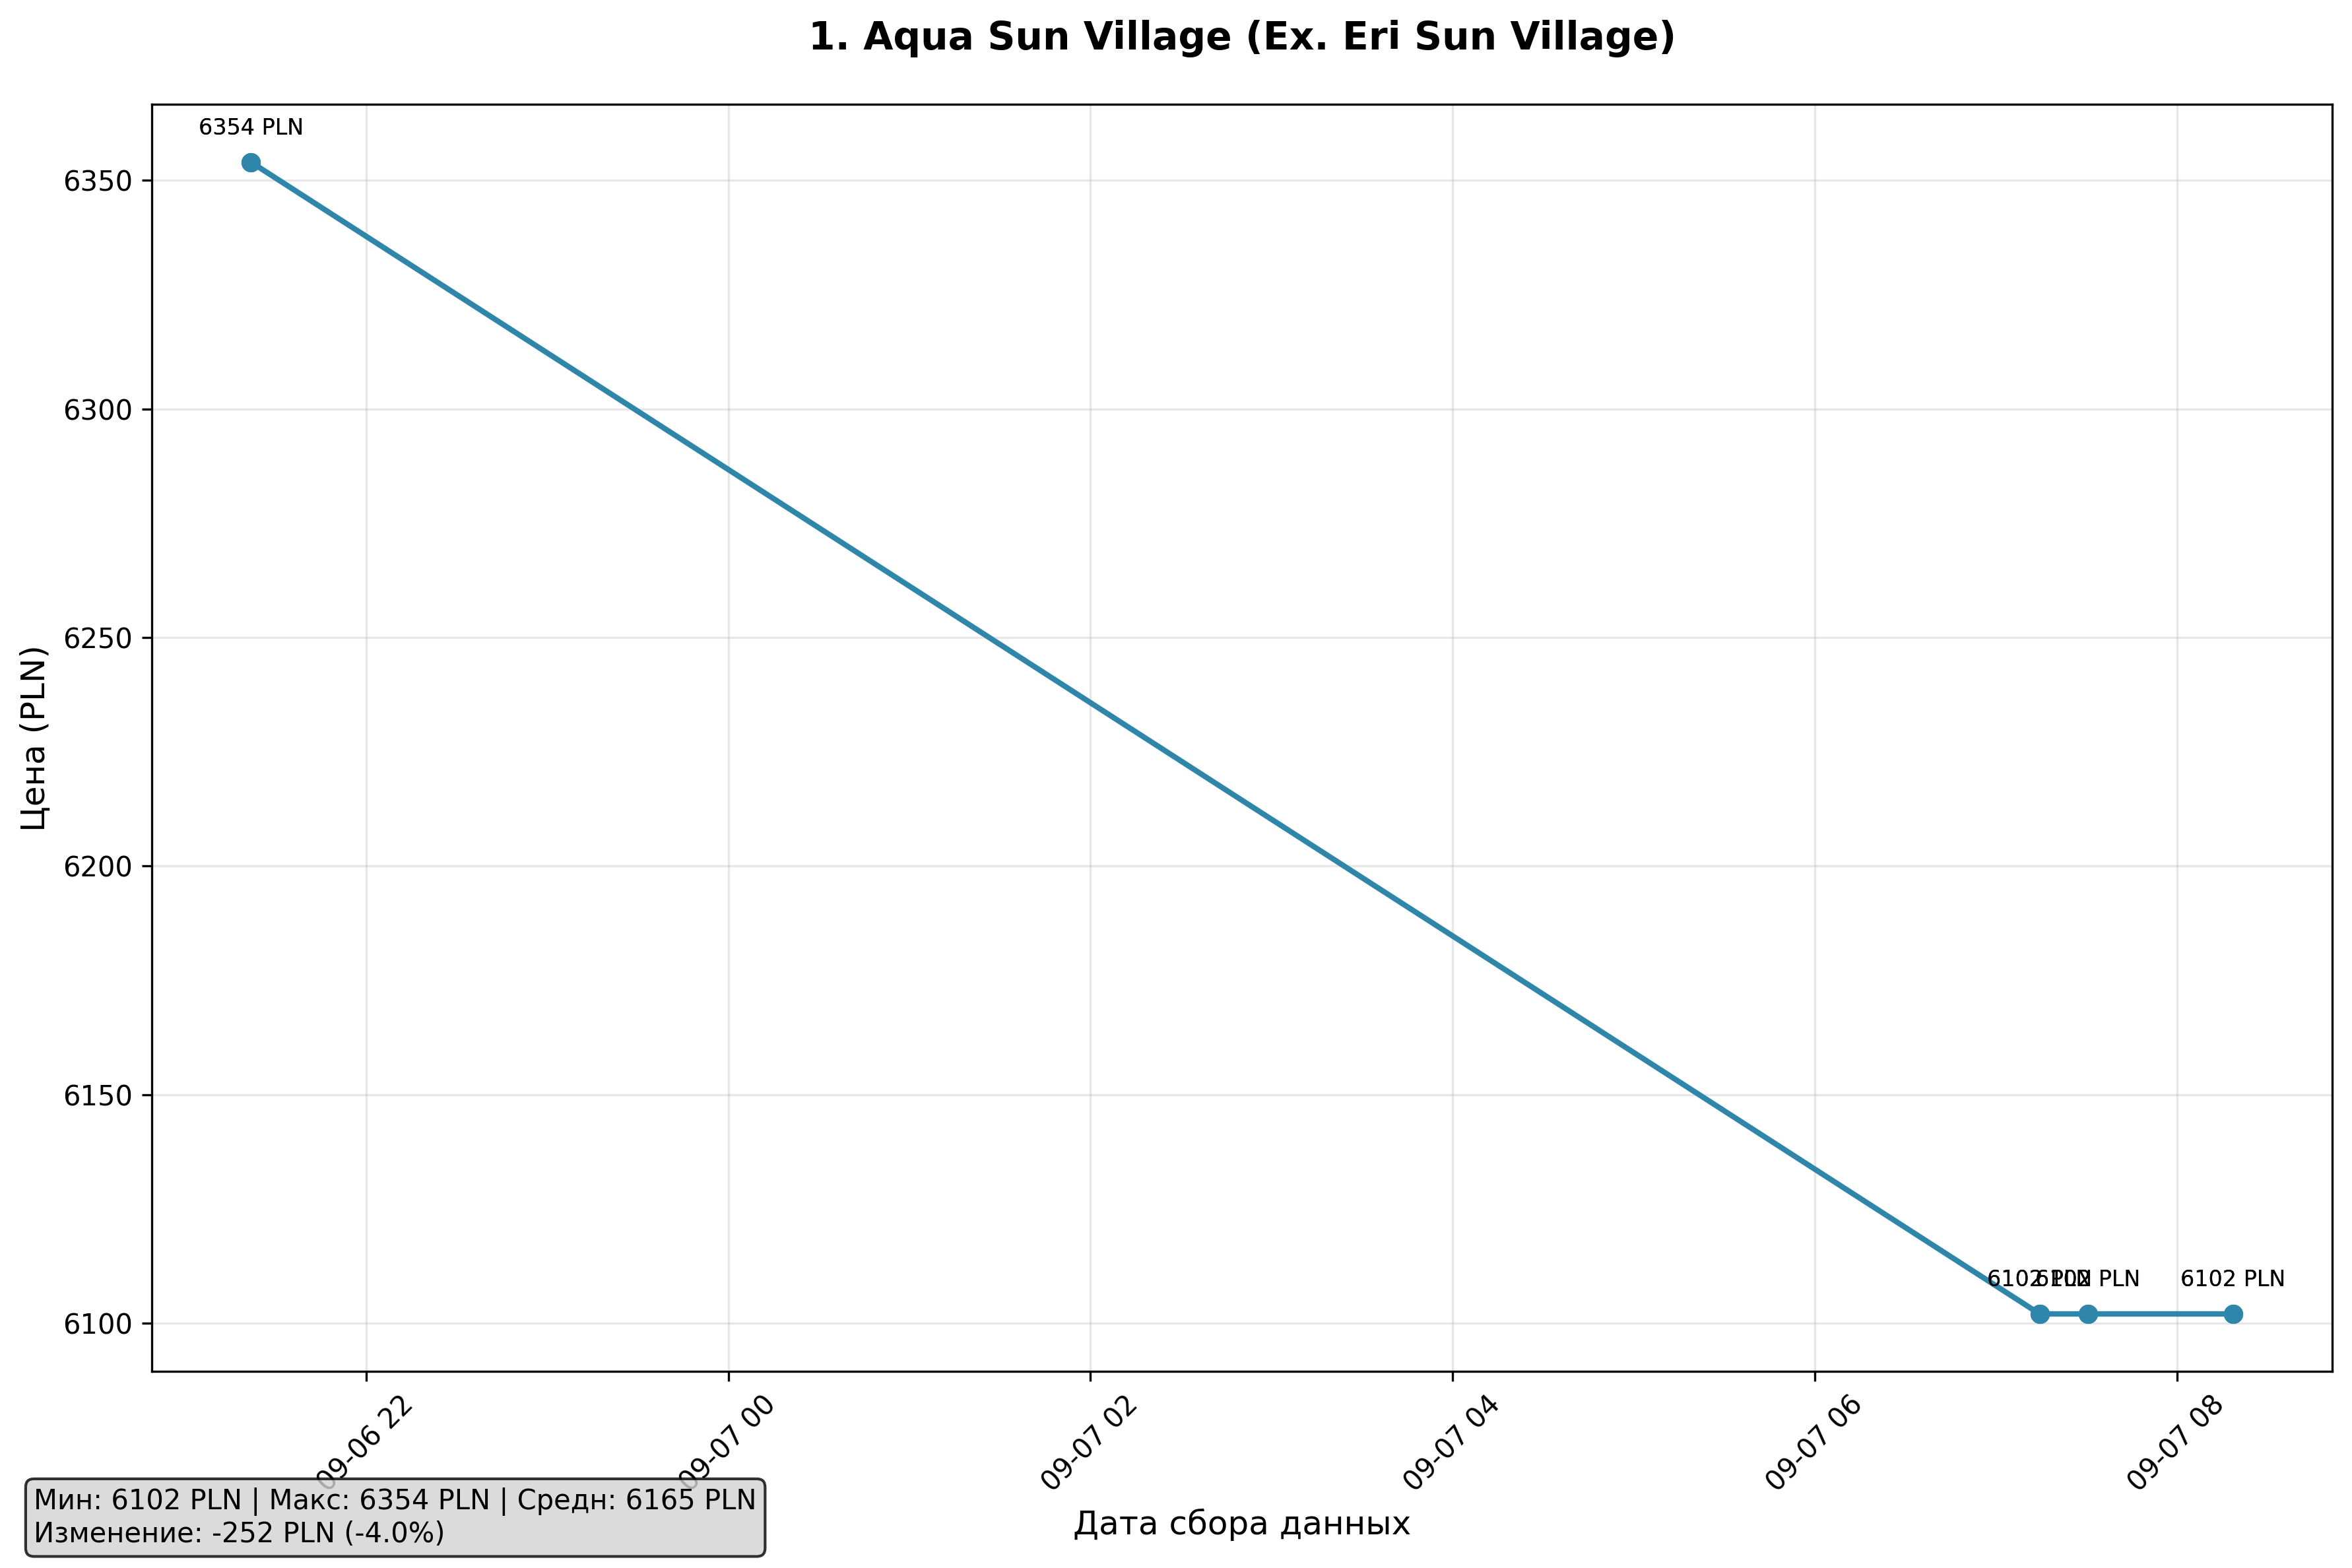 1. Aqua Sun Village (Ex. Eri Sun Village)
6354 PLN
6350
6300
6250
6200
6150
6100
Цена (PLN)
6102 PLN
6102 PLN
6102 PLN
09-06 22
09-07 00
09-07 02
09-07 04
09-07 06
09-07 08
Дата сбора данных
Мин: 6102 PLN | Макс: 6354 PLN | Средн: 6165 PLN
Изменение: -252 PLN (-4.0%)